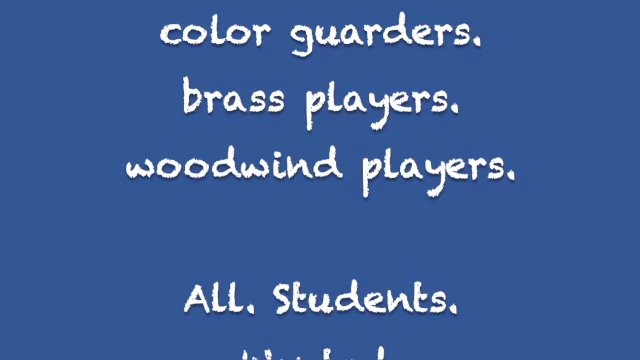 color guarders.
brass players.
woodwind players.
All. Students.